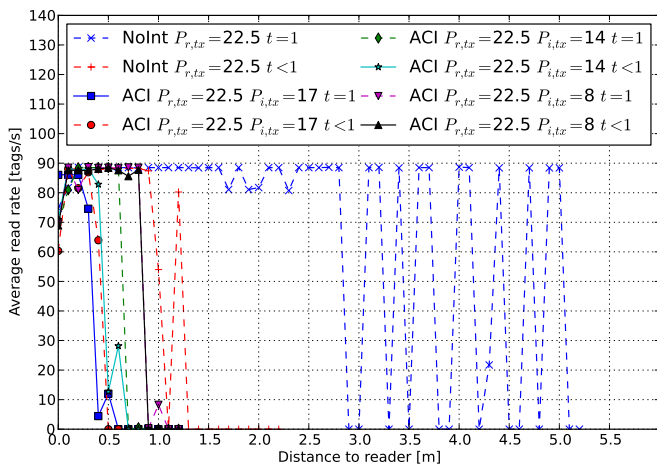 140
130
120
110
100
90
80
70
60
50
40
30
20
10
0
Average read rate [tags/s]
NoInt P_{r,tx}=22.5 t=1
NoInt P_{r,tx}=22.5 t<1
ACI P_{r,tx}=22.5 P_{i,tx}=17 t=1
ACI P_{r,tx}=22.5 P_{i,tx}=17 t<1
ACI P_{r,tx}=22.5 P_{i,tx}=14 t=1
ACI P_{r,tx}=22.5 P_{i,tx}=14 t<1
ACI P_{r,tx}=22.5 P_{i,tx}=8 t=1
ACI P_{r,tx}=22.5 P_{i,tx}=8 t<1
0.0 0.5 1.0 1.5 2.0 2.5 3.0 3.5 4.0 4.5 5.0 5.5
Distance to reader [m]